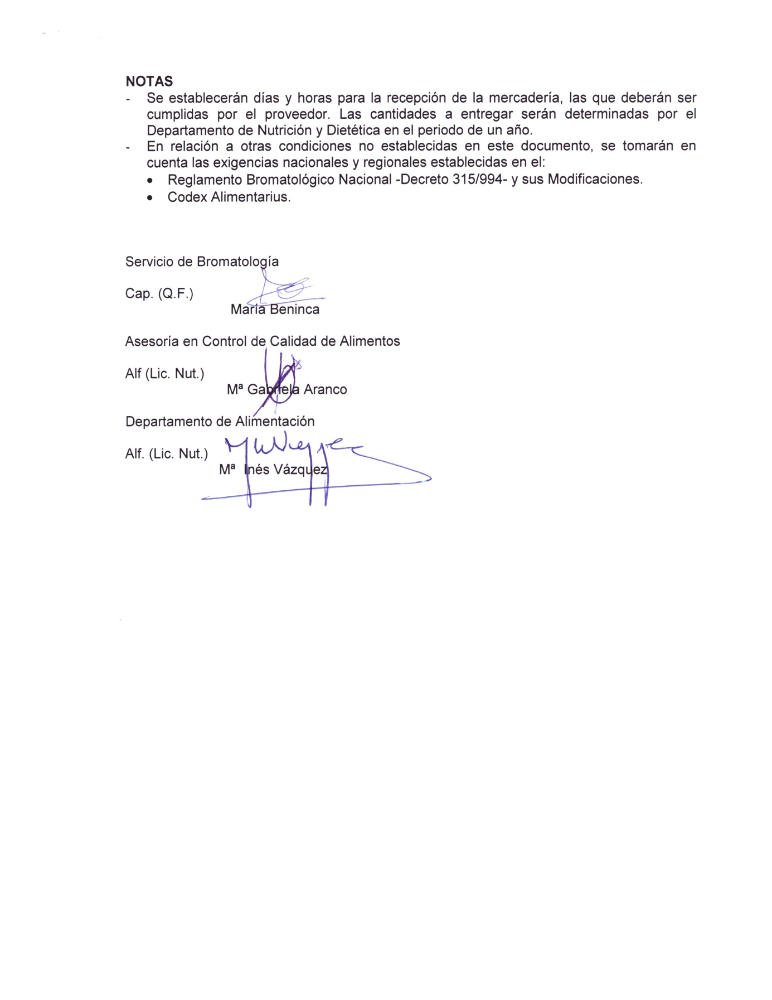 NOTAS
- Se establecerán días y horas para la recepción de la mercadería, las que deberán ser
cumplidas por el proveedor. Las cantidades a entregar serán determinadas por el
Departamento de Nutrición y Dietética en el periodo de un año.
- En relación a otras condiciones no establecidas en este documento, se tomarán en
cuenta las exigencias nacionales y regionales establecidas en el:
• Reglamento Bromatológico Nacional -Decreto 315/994- y sus Modificaciones.
• Codex Alimentarius.
Servicio de Bromatología
Cap. (Q.F.)
María Beninca
Asesoría en Control de Calidad de Alimentos
Alf (Lic. Nut.)
Mª Gabriela Aranco
Departamento de Alimentación
Alf. (Lic. Nut.)
Mª Inés Vázquez